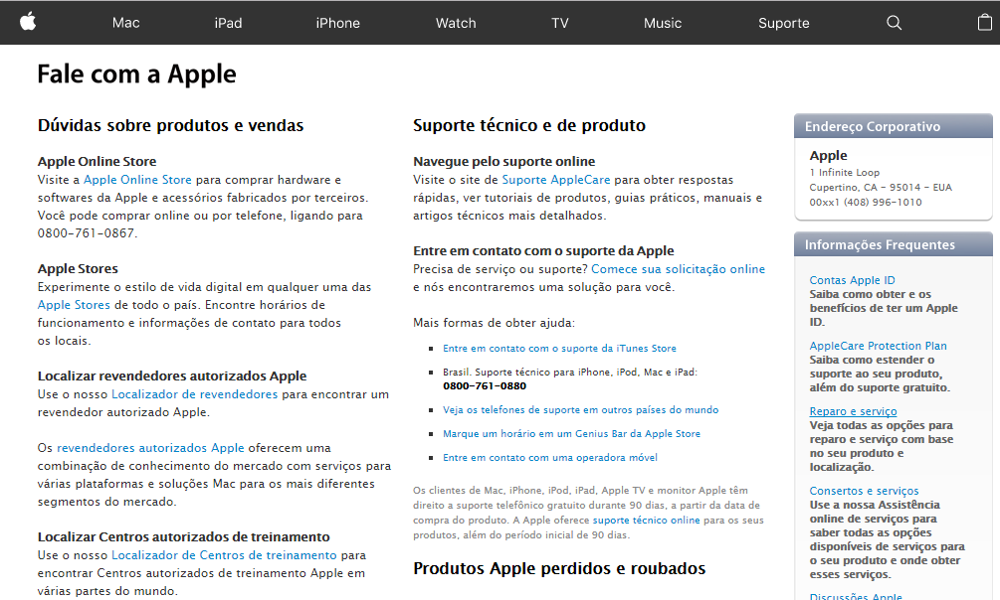 Mac iPad iPhone Watch TV Music Suporte
Fale com a Apple
Dúvidas sobre produtos e vendas
Apple Online Store
Visite a Apple Online Store para comprar hardware e
softwares da Apple e acessórios fabricados por terceiros.
Você pode comprar online ou por telefone, ligando para
0800-761-0867.
Apple Stores
Experimente o estilo de vida digital em qualquer uma das
Apple Stores de todo o país. Encontre horários de
funcionamento e informações de contato para todos
os locais.
Localizar revendedores autorizados Apple
Use o nosso Localizador de revendedores para encontrar um
revendedor autorizado Apple.
Os revendedores autorizados Apple oferecem uma
combinação de conhecimento do mercado com serviços para
várias plataformas e soluções Mac para os mais diferentes
segmentos do mercado.
Localizar Centros autorizados de treinamento
Use o nosso Localizador de Centros de treinamento para
encontrar Centros autorizados de treinamento Apple em
várias partes do mundo.
Suporte técnico e de produto
Navegue pelo suporte online
Visite o site de Suporte AppleCare para obter respostas
rápidas, ver tutoriais de produtos, guias práticos, manuais e
artigos técnicos mais detalhados.
Entre em contato com o suporte da Apple
Precisa de serviço ou suporte? Comece sua solicitação online
e nós encontraremos uma solução para você.
Mais formas de obter ajuda:
Entre em contato com o suporte da iTunes Store
Brasil. Suporte técnico para iPhone, iPod, Mac e iPad:
0800-761-0880
Veja os telefones de suporte em outros países do mundo
Marque um horário em um Genius Bar da Apple Store
Entre em contato com uma operadora móvel
Os clientes de Mac, iPhone, iPod, iPad, Apple TV e monitor Apple têm
direito a suporte telefônico gratuito durante 90 dias, a partir da data de
compra do produto. A Apple oferece suporte técnico online para os seus
produtos, além do período inicial de 90 dias.
Produtos Apple perdidos e roubados
Endereço Corporativo
Apple
1 Infinite Loop
Cupertino, CA - 95014 - EUA
00xx1 (408) 996-1010
Informações Frequentes
Contas Apple ID
Saiba como obter e os
benefícios de ter um Apple
ID.
AppleCare Protection Plan
Saiba como estender o
suporte ao seu produto,
além do suporte gratuito.
Reparo e serviço
Veja todas as opções para
reparo e serviço com base
no seu produto e
localização.
Consertos e serviços
Use a nossa Assistência
online de serviços para
saber todas as opções
disponíveis de serviços para
o seu produto e onde obter
esses serviços.
Discussões Apple